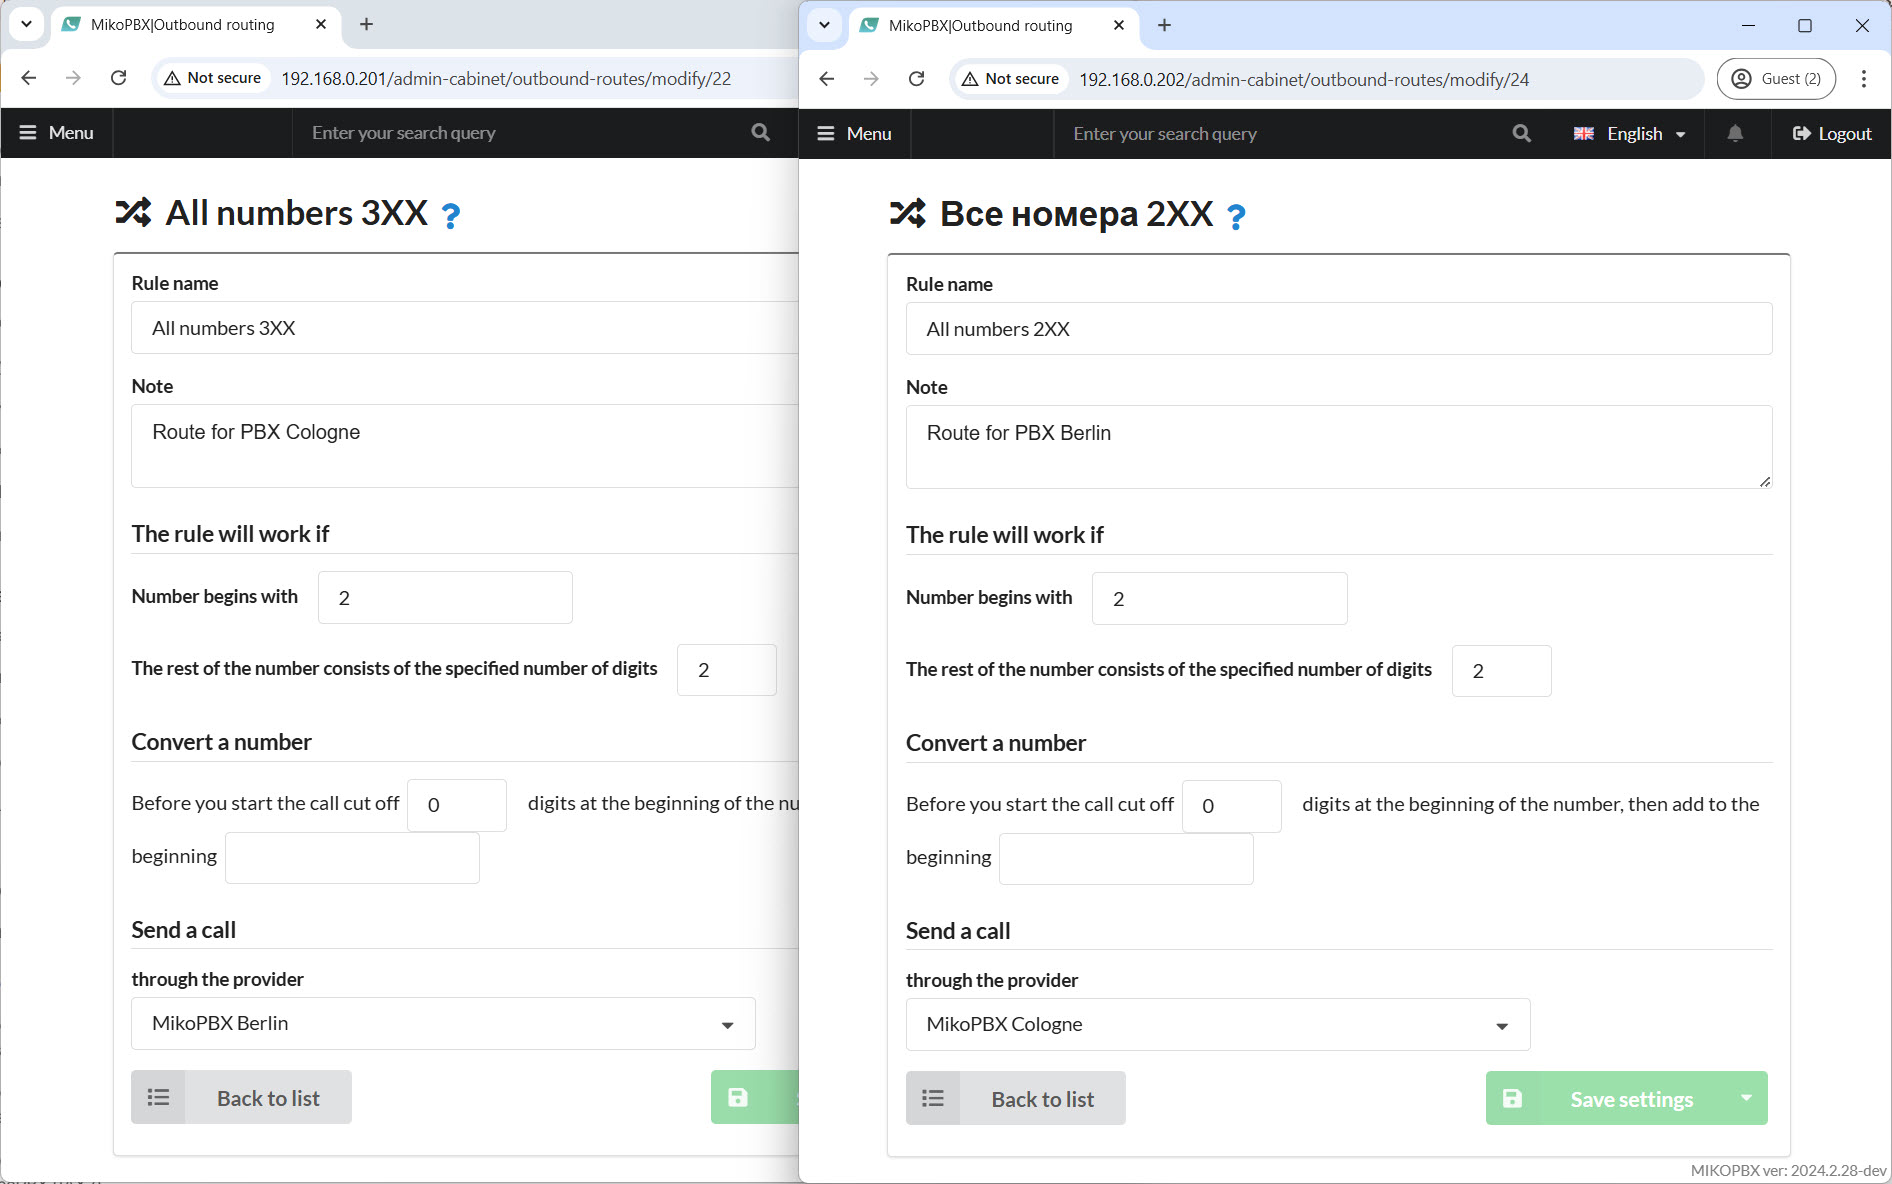 MikoPBX|Outbound routing
Not secure
192.168.0.201/admin-cabinet/outbound-routes/modify/22
Menu
Enter your search query
All numbers 3XX ?
Rule name
All numbers 3XX
Note
Route for PBX Cologne
The rule will work if
Number begins with
2
The rest of the number consists of the specified number of digits
2
Convert a number
Before you start the call cut off
0
digits at the beginning of the nu
beginning
Send a call
through the provider
MikoPBX Berlin
Back to list
MikoPBX|Outbound routing
Not secure
192.168.0.202/admin-cabinet/outbound-routes/modify/24
Guest (2)
Menu
Enter your search query
English
Logout
Все номера 2XX ?
Rule name
All numbers 2XX
Note
Route for PBX Berlin
The rule will work if
Number begins with
2
The rest of the number consists of the specified number of digits
2
Convert a number
Before you start the call cut off
0
digits at the beginning of the number, then add to the
beginning
Send a call
through the provider
MikoPBX Cologne
Back to list
Save settings
MIKOPBX ver: 2024.2.28-dev